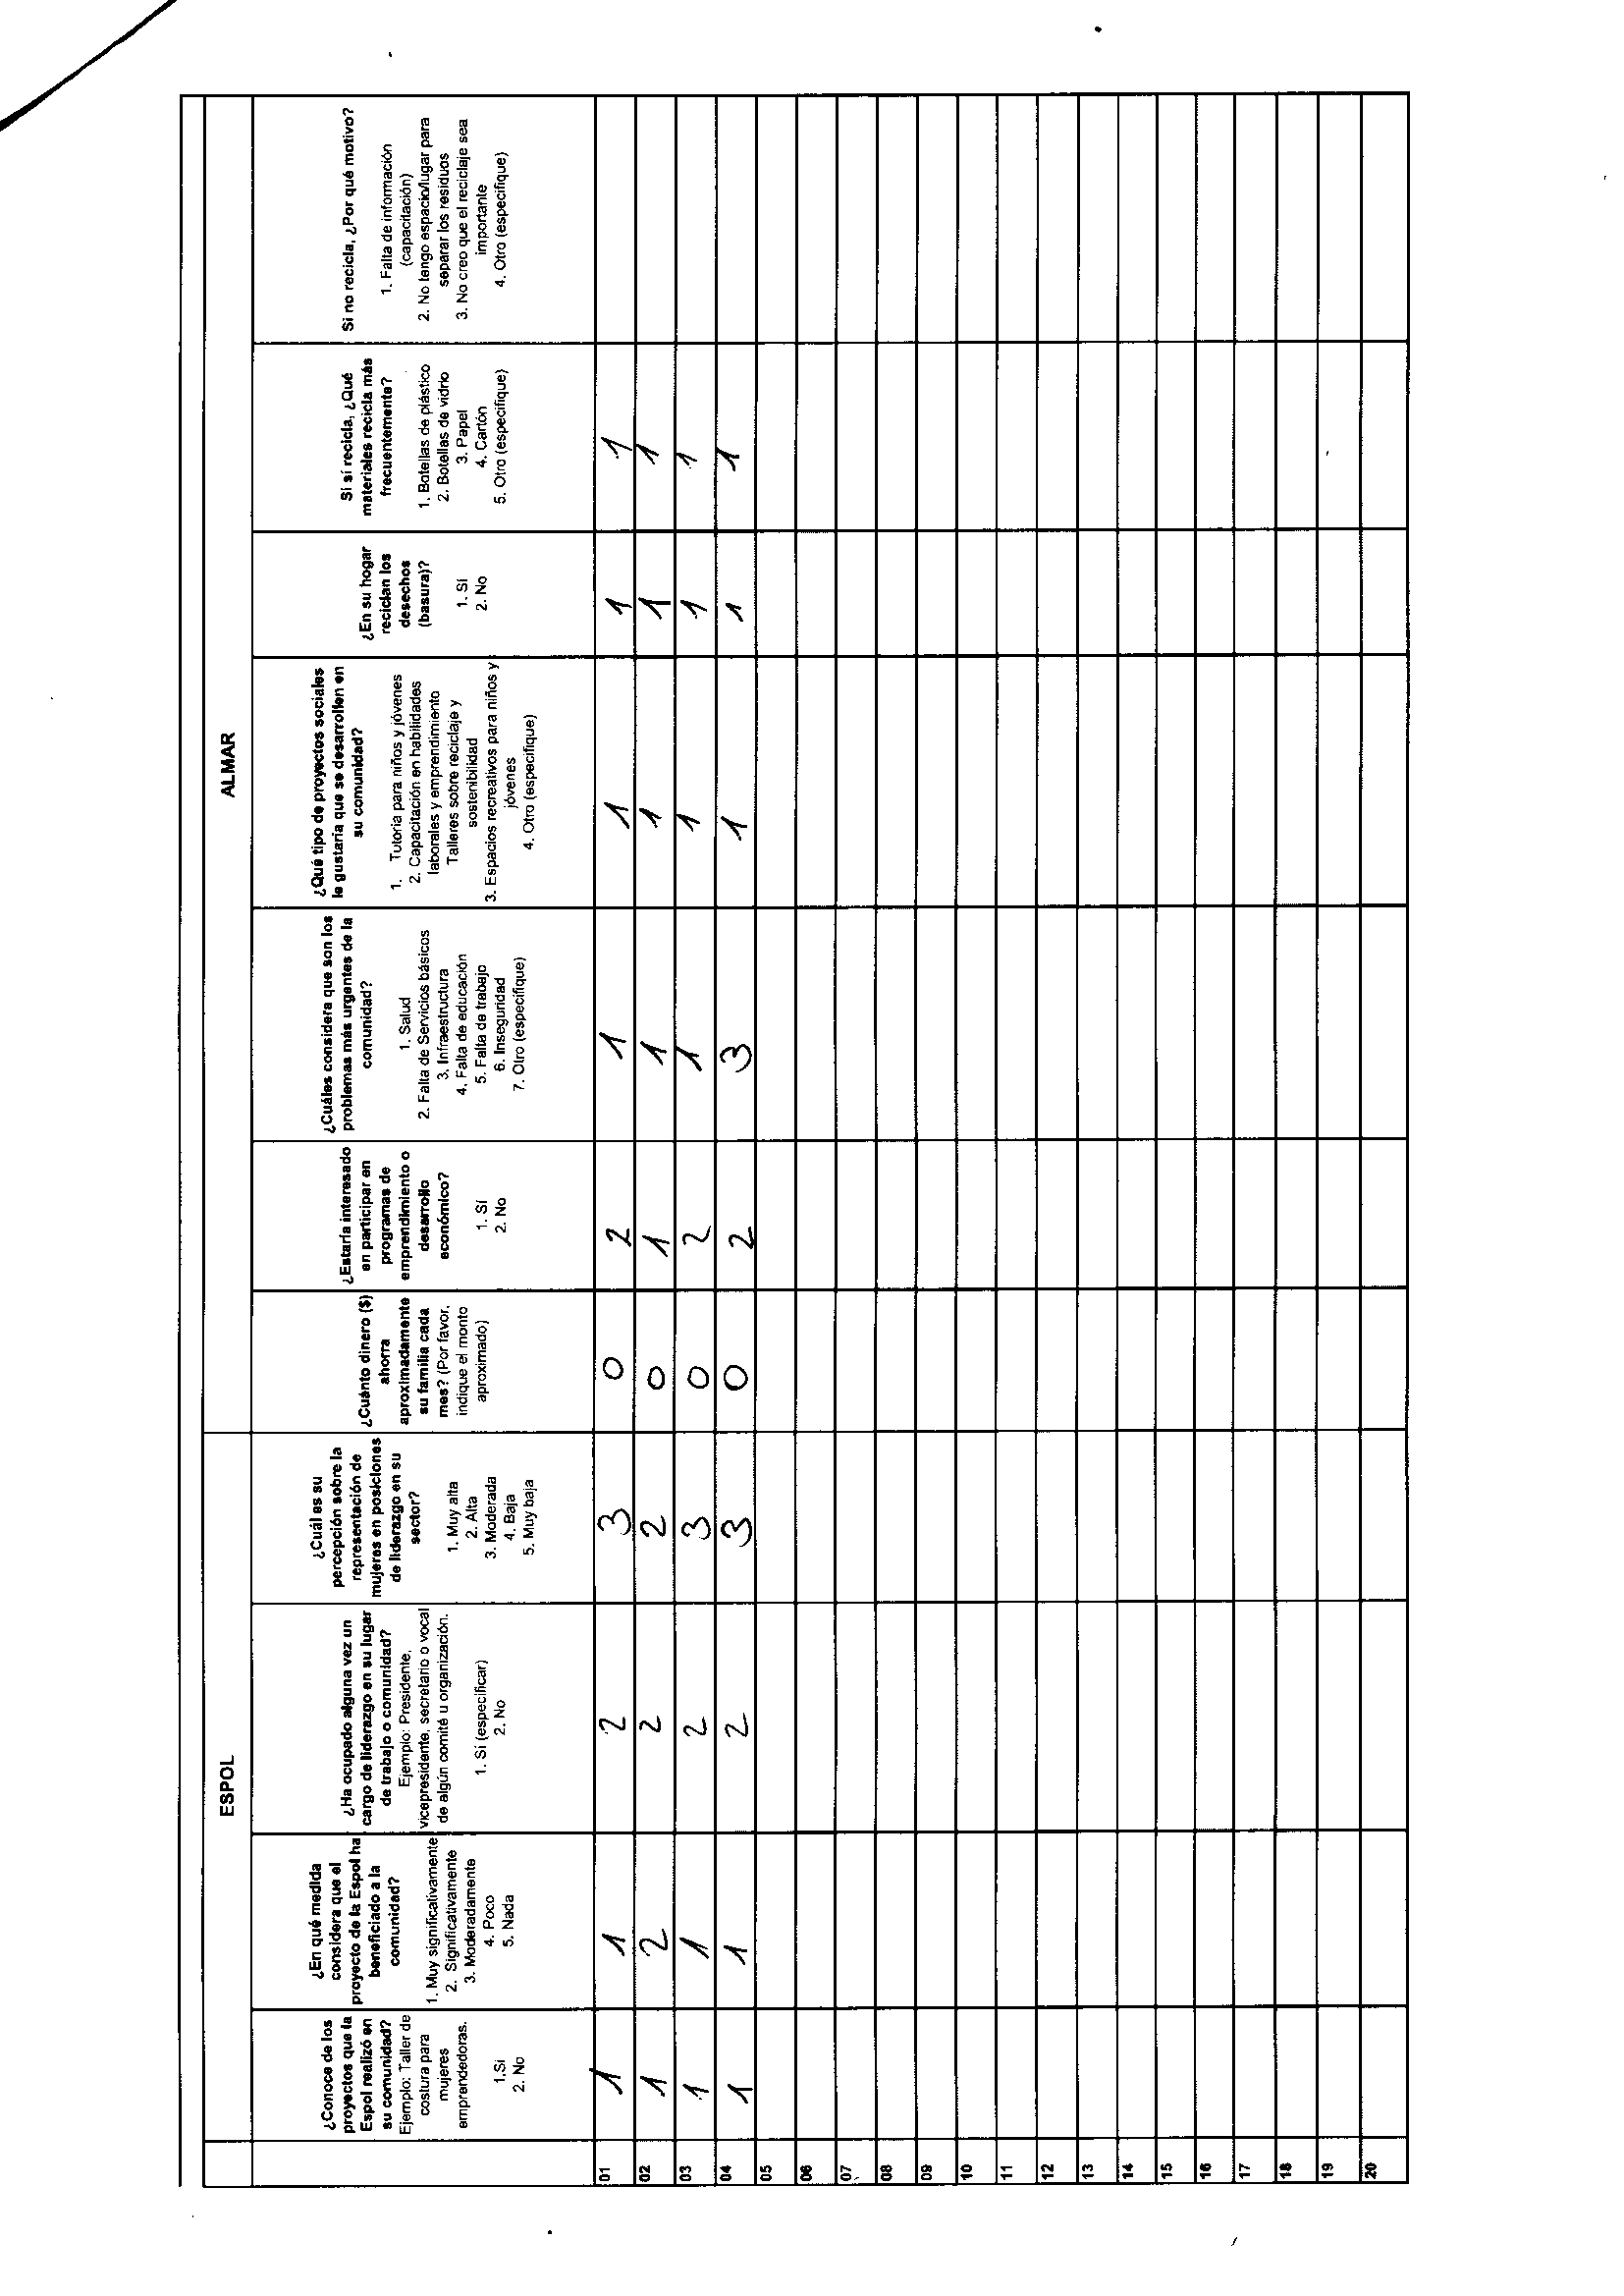 ESPOL ALMAR
¿Conoce de los
proyectos que la
Espol realizó en
su comunidad?
Ejemplo: Taller de
costura para
mujeres
emprendedoras.
1.Sí
2. No
¿En qué medida
considera que el
proyecto de la Espol ha
beneficiado a la
comunidad?
1. Muy significativamente
2. Significativamente
3. Moderadamente
4. Poco
5. Nada
¿Ha ocupado alguna vez un
cargo de liderazgo en su lugar
de trabajo o comunidad?
Ejemplo: Presidente,
vicepresidente, secretario o vocal
de algún comité u organización.
1. Sí (especificar)
2. No
¿Cuál es su
percepción sobre la
representación de
mujeres en posiciones
de liderazgo en su
sector?
1. Muy alta
2. Alta
3. Moderada
4. Baja
5. Muy baja
¿Cuánto dinero ($)
ahorra
aproximadamente
su familia cada
mes? (Por favor,
indique el monto
aproximado)
¿Estaría interesado
en participar en
programas de
emprendimiento o
desarrollo
económico?
1. Sí
2. No
¿Cuáles considera que son los
problemas más urgentes de la
comunidad?
1. Salud
2. Falta de Servicios básicos
3. Infraestructura
4. Falta de educación
5. Falta de trabajo
6. Inseguridad
7. Otro (especifique)
¿Qué tipo de proyectos sociales
le gustaría que se desarrollen en
su comunidad?
1. Tutoria para niños y jóvenes
2. Capacitación en habilidades
laborales y emprendimiento
Talleres sobre reciclaje y
sostenibilidad
3. Espacios recreativos para niños y
jóvenes
4. Otro (especifique)
¿En su hogar
reciclan los
desechos
(basura)?
1. Sí
2. No
Si sí recicla, ¿Qué
materiales recicla más
frecuentemente?
1. Botellas de plástico
2. Botellas de vidrio
3. Papel
4. Cartón
5. Otro (especifique)
Si no recicla, ¿Por qué motivo?
1. Falta de información
(capacitación)
2. No tengo espacio/lugar para
separar los residuos
3. No creo que el reciclaje sea
importante
4. Otro (especifique)
01 1 1 2 3 0 2 1 1 1 1
02 1 2 2 2 0 1 1 1 1 1
03 1 1 2 3 0 2 1 1 1 1
04 1 1 2 3 0 2 3 1 1 1
05
06
07
08
09
10
11
12
13
14
15
16
17
18
19
20